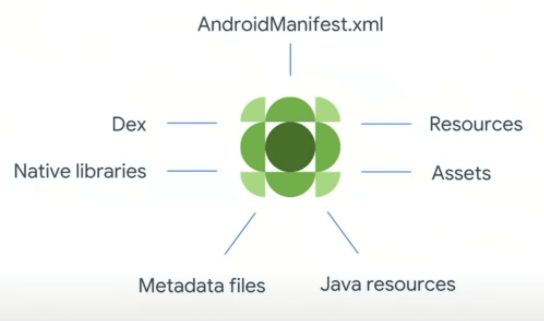 AndroidManifest.xml
Dex
Resources
Native libraries
Assets
Metadata files
Java resources